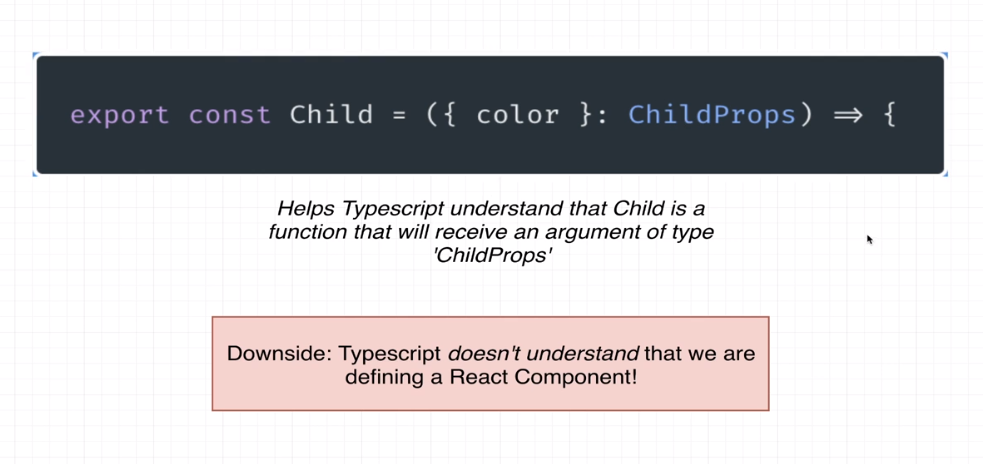 export const Child = ({ color }: ChildProps) => {
Helps Typescript understand that Child is a
function that will receive an argument of type
'ChildProps'
Downside: Typescript doesn't understand that we are
defining a React Component!